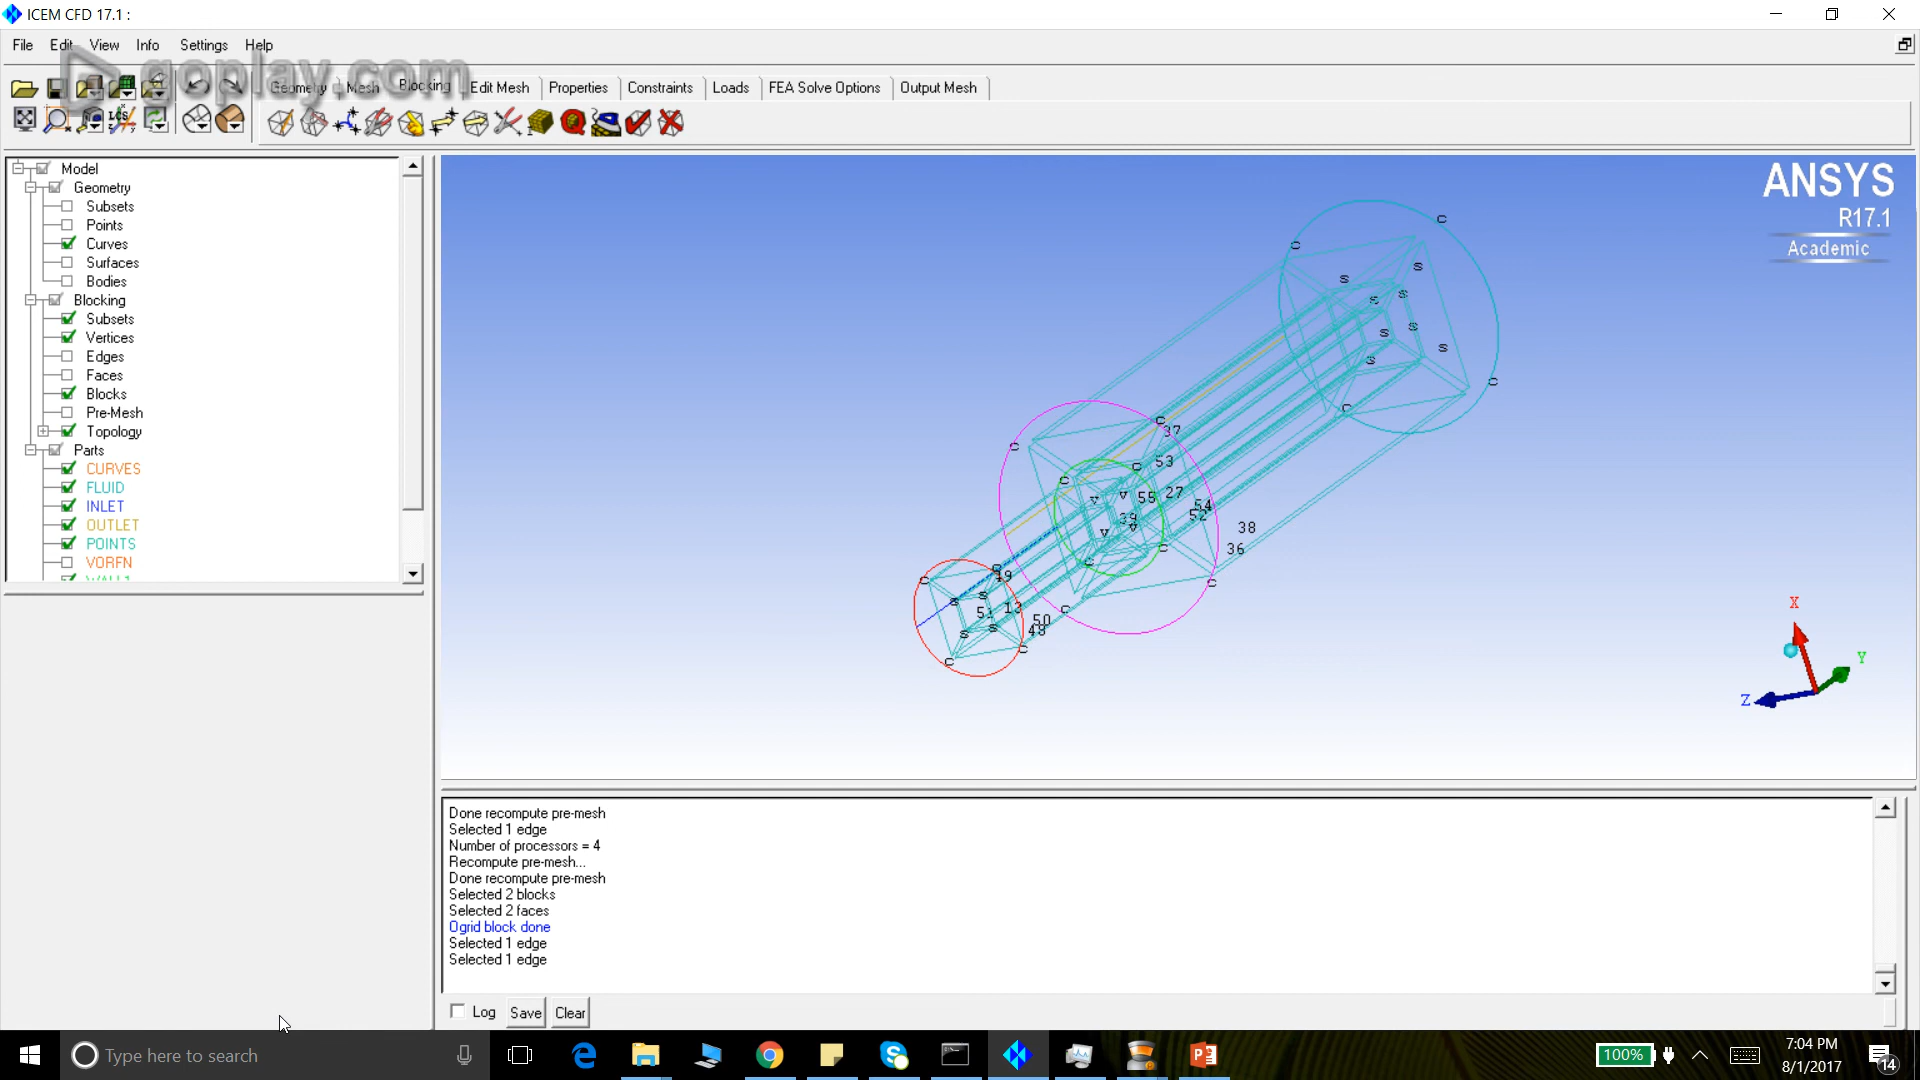 ICEM CFD 17.1 :
File Edit View Info Settings Help
goplay.com
Geometry Mesh Blocking Edit Mesh Properties Constraints Loads FEA Solve Options Output Mesh
LCS
Model
Geometry
Subsets
Points
Curves
Surfaces
Bodies
Blocking
Subsets
Vertices
Edges
Faces
Blocks
Pre-Mesh
Topology
Parts
CURVES
FLUID
INLET
OUTLET
POINTS
VORFN
ANSYS
R17.1
Academic
c
c
s
s
s
s
s
s
s
s
c
c
c
37
c
c
53
c
v
v
55
27
54
52
v
v
38
36
c
c
c
c
c
c
19
s
s
51
13
50
s
s
c
c
X
Y
Z
Done recompute pre-mesh
Selected 1 edge
Number of processors = 4
Recompute pre-mesh...
Done recompute pre-mesh
Selected 2 blocks
Selected 2 faces
Ogrid block done
Selected 1 edge
Selected 1 edge
Log Save Clear
Type here to search
100%
7:04 PM
8/1/2017
14